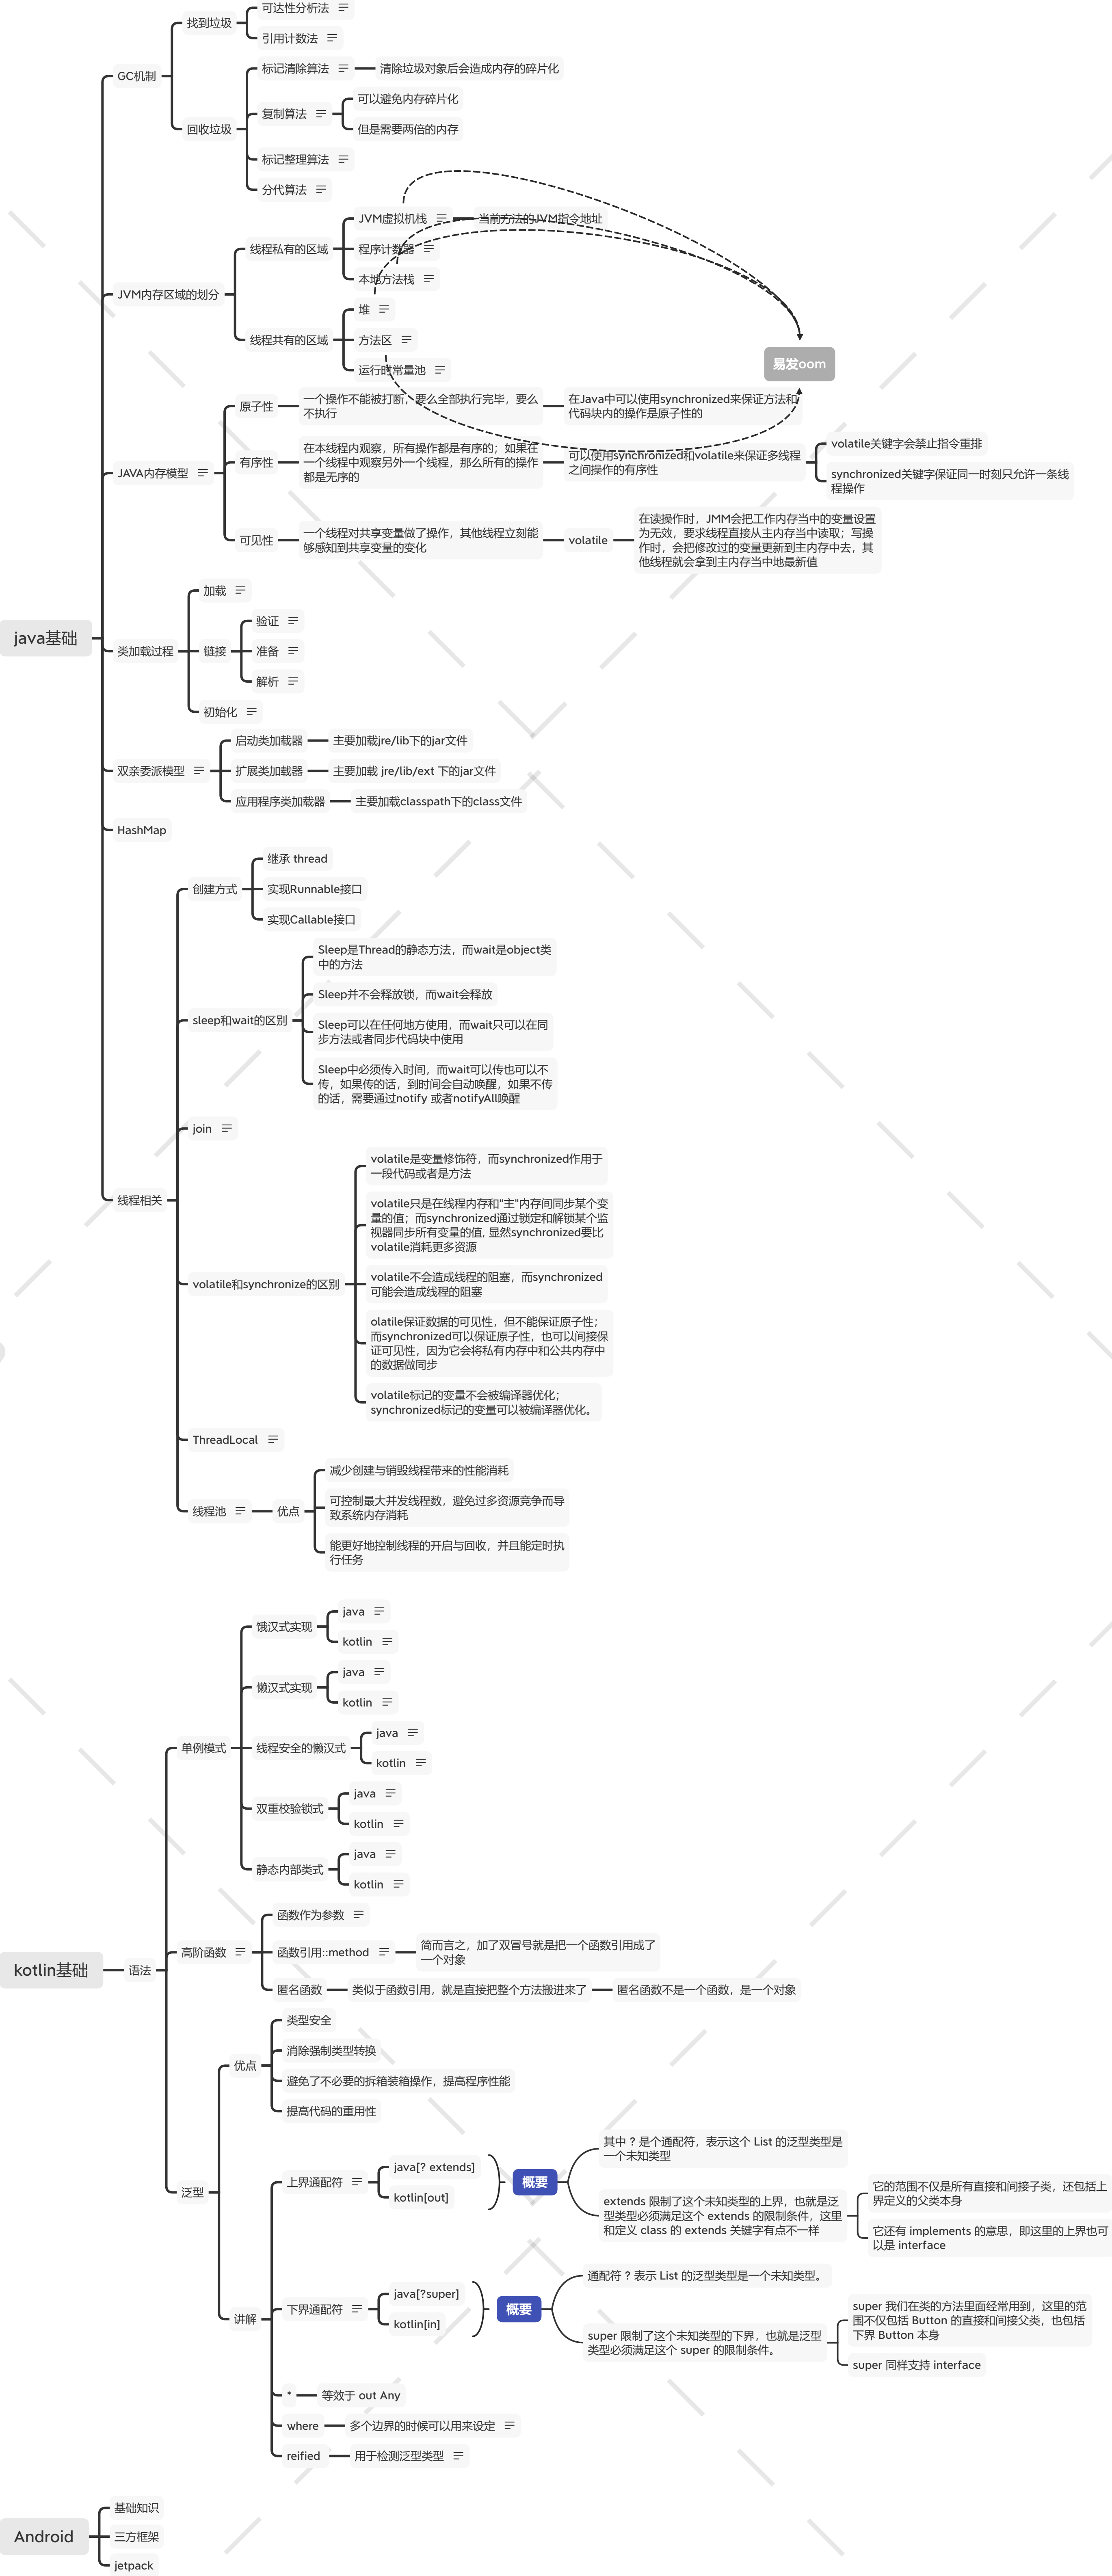 java基础
GC机制
找到垃圾
可达性分析法
引用计数法
回收垃圾
标记清除算法
清除垃圾对象后会造成内存的碎片化
复制算法
可以避免内存碎片化
但是需要两倍的内存
标记整理算法
分代算法
JVM内存区域的划分
线程私有的区域
JVM虚拟机栈
当前方法的JVM指令地址
程序计数器
本地方法栈
线程共有的区域
堆
方法区
运行时常量池
易发oom
JAVA内存模型
原子性
一个操作不能被打断，要么全部执行完毕，要么
不执行
在Java中可以使用synchronized来保证方法和
代码块内的操作是原子性的
有序性
在本线程内观察，所有操作都是有序的；如果在
一个线程中观察另外一个线程，那么所有的操作
都是无序的
可以使用synchronized和volatile来保证多线程
之间操作的有序性
volatile关键字会禁止指令重排
synchronized关键字保证同一时刻只允许一条线
程操作
可见性
一个线程对共享变量做了操作，其他线程立刻能
够感知到共享变量的变化
volatile
在读操作时，JMM会把工作内存当中的变量设置
为无效，要求线程直接从主内存当中读取；写操
作时，会把修改过的变量更新到主内存中去，其
他线程就会拿到主内存当中地最新值
类加载过程
加载
链接
验证
准备
解析
初始化
双亲委派模型
启动类加载器
主要加载jre/lib下的jar文件
扩展类加载器
主要加载 jre/lib/ext 下的jar文件
应用程序类加载器
主要加载classpath下的class文件
HashMap
线程相关
创建方式
继承 thread
实现Runnable接口
实现Callable接口
sleep和wait的区别
Sleep是Thread的静态方法，而wait是object类
中的方法
Sleep并不会释放锁，而wait会释放
Sleep可以在任何地方使用，而wait只可以在同
步方法或者同步代码块中使用
Sleep中必须传入时间，而wait可以传也可以不
传，如果传的话，到时间会自动唤醒，如果不传
的话，需要通过notify 或者notifyAll唤醒
join
volatile和synchronize的区别
volatile是变量修饰符，而synchronized作用于
一段代码或者是方法
volatile只是在线程内存和"主"内存间同步某个变
量的值；而synchronized通过锁定和解锁某个监
视器同步所有变量的值, 显然synchronized要比
volatile消耗更多资源
volatile不会造成线程的阻塞，而synchronized
可能会造成线程的阻塞
olatile保证数据的可见性，但不能保证原子性；
而synchronized可以保证原子性，也可以间接保
证可见性，因为它会将私有内存中和公共内存中
的数据做同步
volatile标记的变量不会被编译器优化；
synchronized标记的变量可以被编译器优化。
ThreadLocal
线程池
优点
减少创建与销毁线程带来的性能消耗
可控制最大并发线程数，避免过多资源竞争而导
致系统内存消耗
能更好地控制线程的开启与回收，并且能定时执
行任务
kotlin基础
语法
单例模式
饿汉式实现
java
kotlin
懒汉式实现
java
kotlin
线程安全的懒汉式
java
kotlin
双重校验锁式
java
kotlin
静态内部类式
java
kotlin
高阶函数
函数作为参数
函数引用::method
简而言之，加了双冒号就是把一个函数引用成了
一个对象
匿名函数
类似于函数引用，就是直接把整个方法搬进来了
匿名函数不是一个函数，是一个对象
泛型
优点
类型安全
消除强制类型转换
避免了不必要的拆箱装箱操作，提高程序性能
提高代码的重用性
讲解
上界通配符
java[? extends]
kotlin[out]
概要
其中 ? 是个通配符，表示这个 List 的泛型类型是
一个未知类型
extends 限制了这个未知类型的上界，也就是泛
型类型必须满足这个 extends 的限制条件，这里
和定义 class 的 extends 关键字有点不一样
它的范围不仅是所有直接和间接子类，还包括上
界定义的父类本身
它还有 implements 的意思，即这里的上界也可
以是 interface
下界通配符
java[?super]
kotlin[in]
概要
通配符 ? 表示 List 的泛型类型是一个未知类型。
super 限制了这个未知类型的下界，也就是泛型
类型必须满足这个 super 的限制条件。
super 我们在类的方法里面经常用到，这里的范
围不仅包括 Button 的直接和间接父类，也包括
下界 Button 本身
super 同样支持 interface
*
等效于 out Any
where
多个边界的时候可以用来设定
reified
用于检测泛型类型
Android
基础知识
三方框架
jetpack